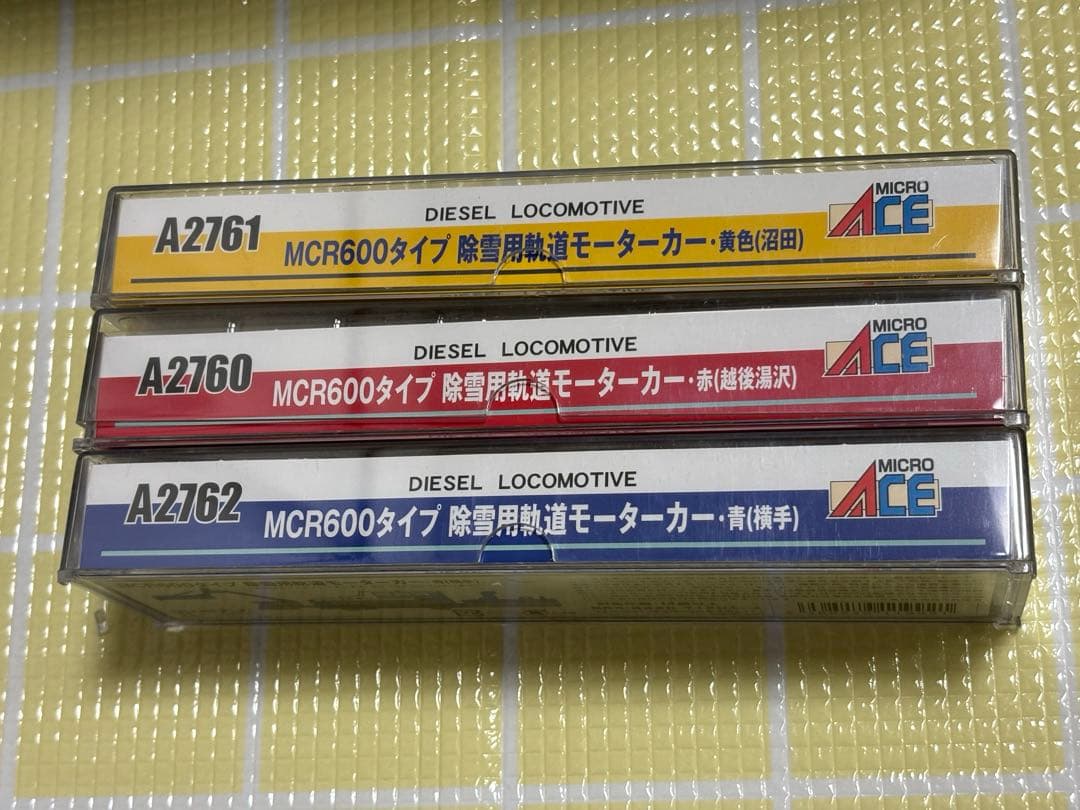 A2761
DIESEL LOCOMOTIVE
MCR600タイプ 除雪用軌道モーターカー・黄色(沼田)
MICRO
ACE
A2760
DIESEL LOCOMOTIVE
MCR600タイプ 除雪用軌道モーターカー・赤(越後湯沢)
MICRO
ACE
A2762
DIESEL LOCOMOTIVE
MCR600タイプ 除雪用軌道モーターカー・青(横手)
MICRO
ACE